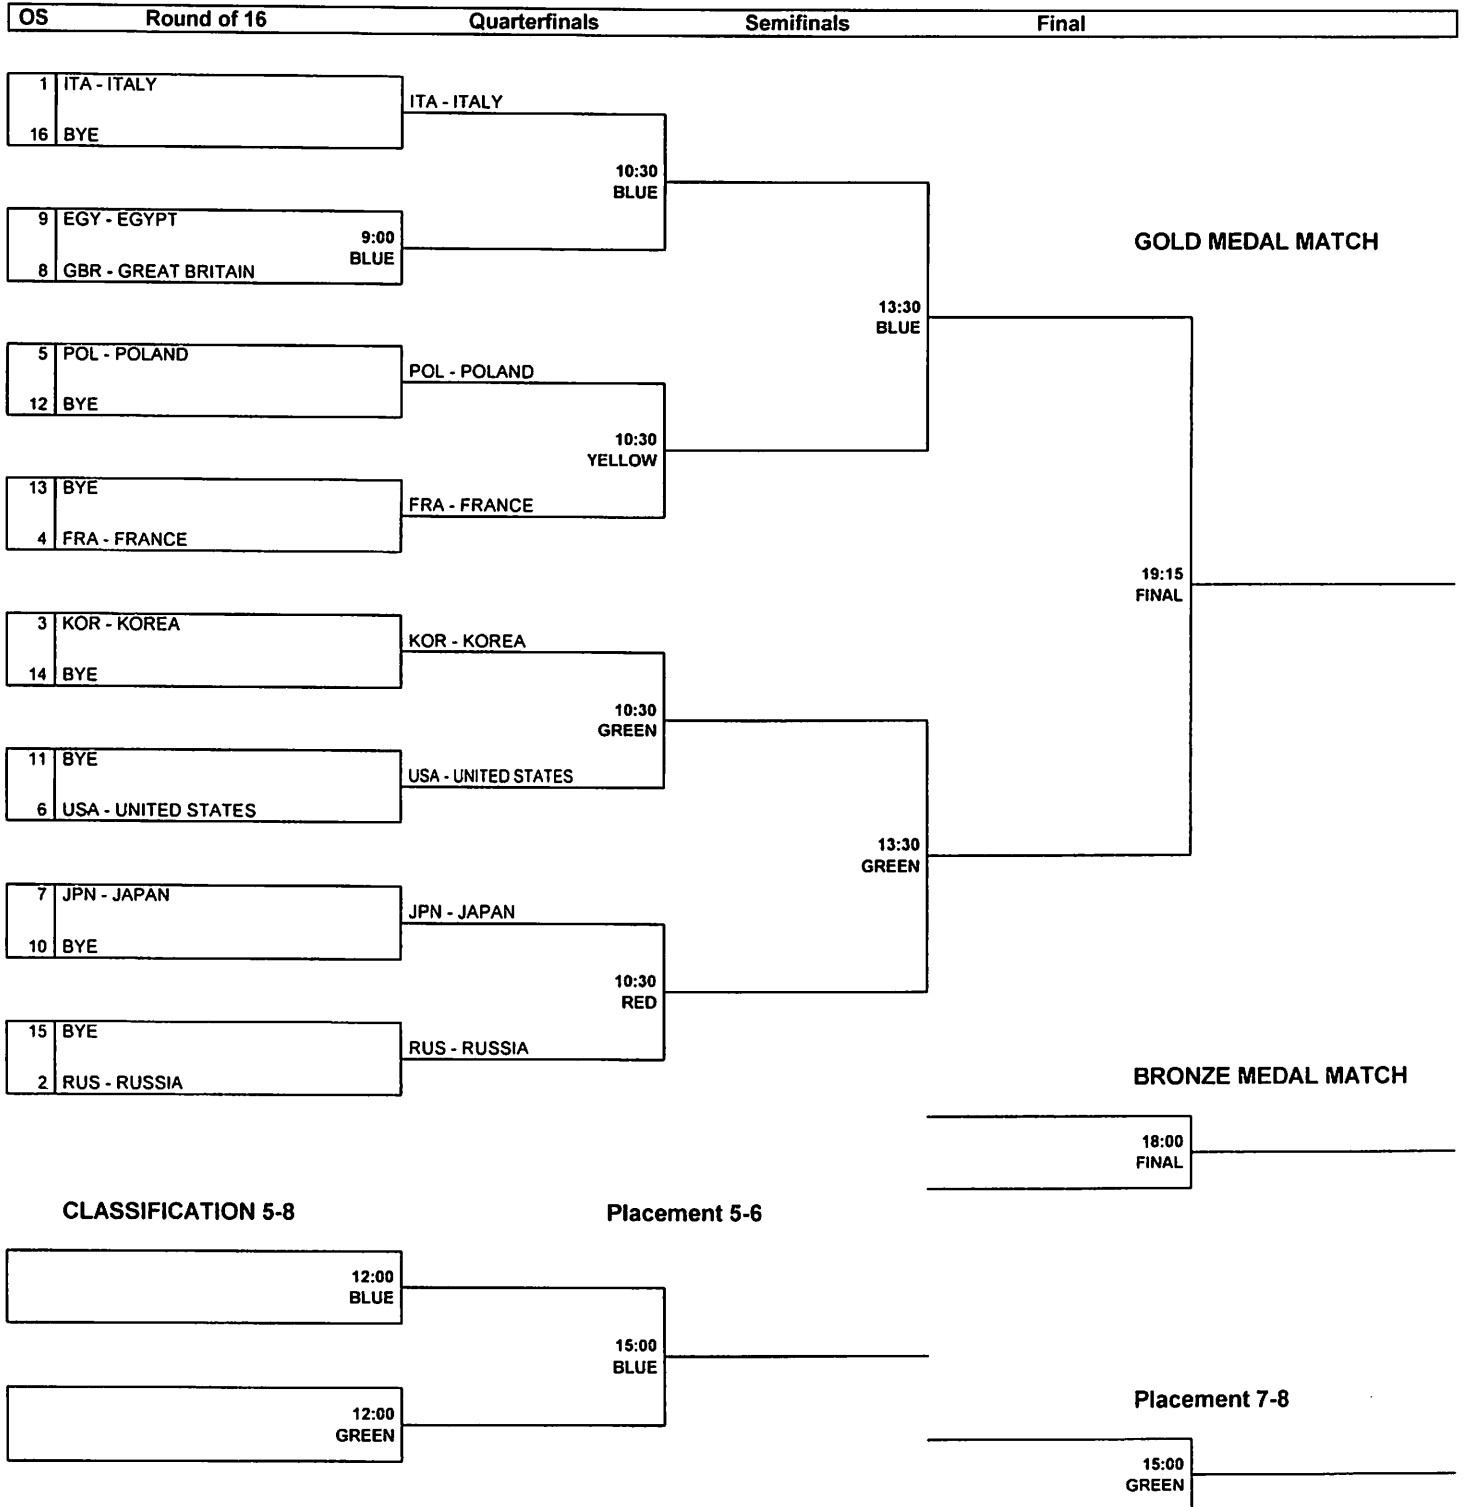 OS Round of 16 Quarterfinals Semifinals Final
1 ITA - ITALY
ITA - ITALY
16 BYE
10:30
BLUE
9 EGY - EGYPT
9:00
BLUE
8 GBR - GREAT BRITAIN
GOLD MEDAL MATCH
13:30
BLUE
5 POL - POLAND
POL - POLAND
12 BYE
10:30
YELLOW
13 BYE
FRA - FRANCE
4 FRA - FRANCE
19:15
FINAL
3 KOR - KOREA
KOR - KOREA
14 BYE
10:30
GREEN
11 BYE
USA - UNITED STATES
6 USA - UNITED STATES
13:30
GREEN
7 JPN - JAPAN
JPN - JAPAN
10 BYE
10:30
RED
15 BYE
RUS - RUSSIA
2 RUS - RUSSIA
BRONZE MEDAL MATCH
18:00
FINAL
CLASSIFICATION 5-8 Placement 5-6
12:00
BLUE
15:00
BLUE
12:00
GREEN
Placement 7-8
15:00
GREEN